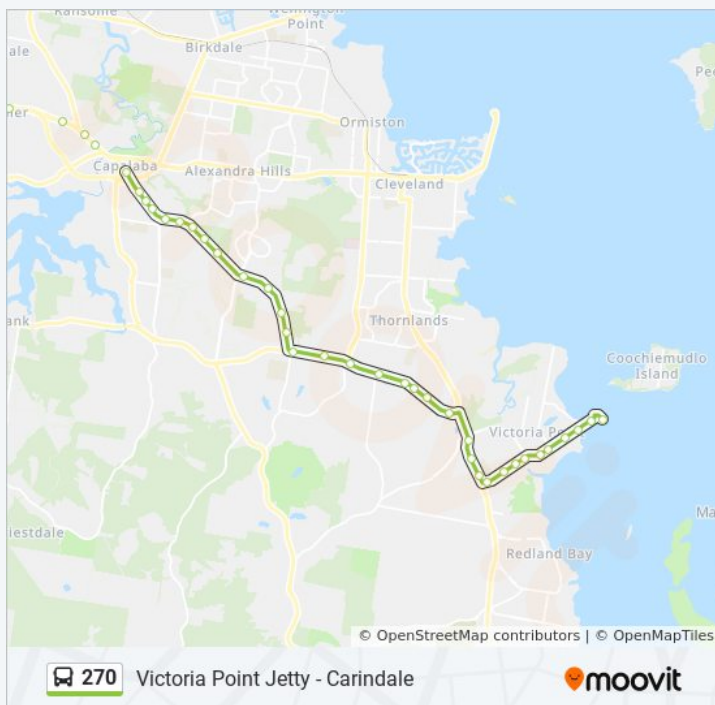 Point
Birkdale
Ormiston
Capalaba
Alexandra Hills
Cleveland
Thornlands
Coochiemudlo
Island
Victoria
Redland Bay
© OpenStreetMap contributors | © OpenMapTiles
270 Victoria Point Jetty - Carindale
moovit